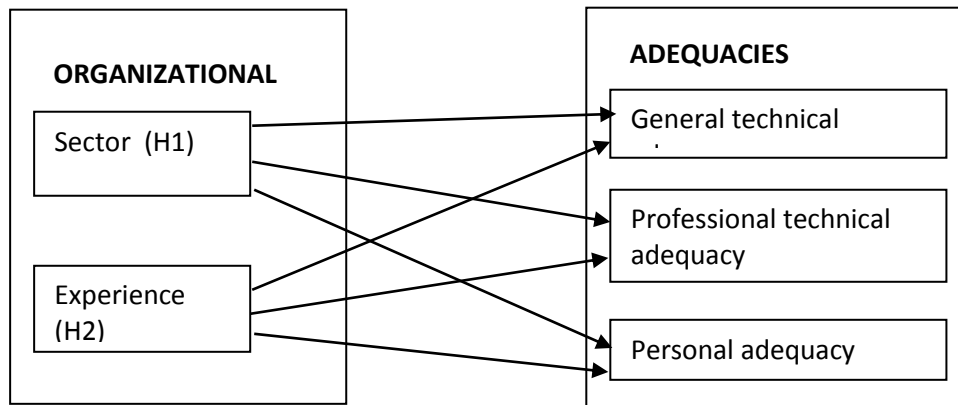 ORGANIZATIONAL
Sector (H1)
Experience
(H2)
ADEQUACIES
General technical
Professional technical
adequacy
Personal adequacy